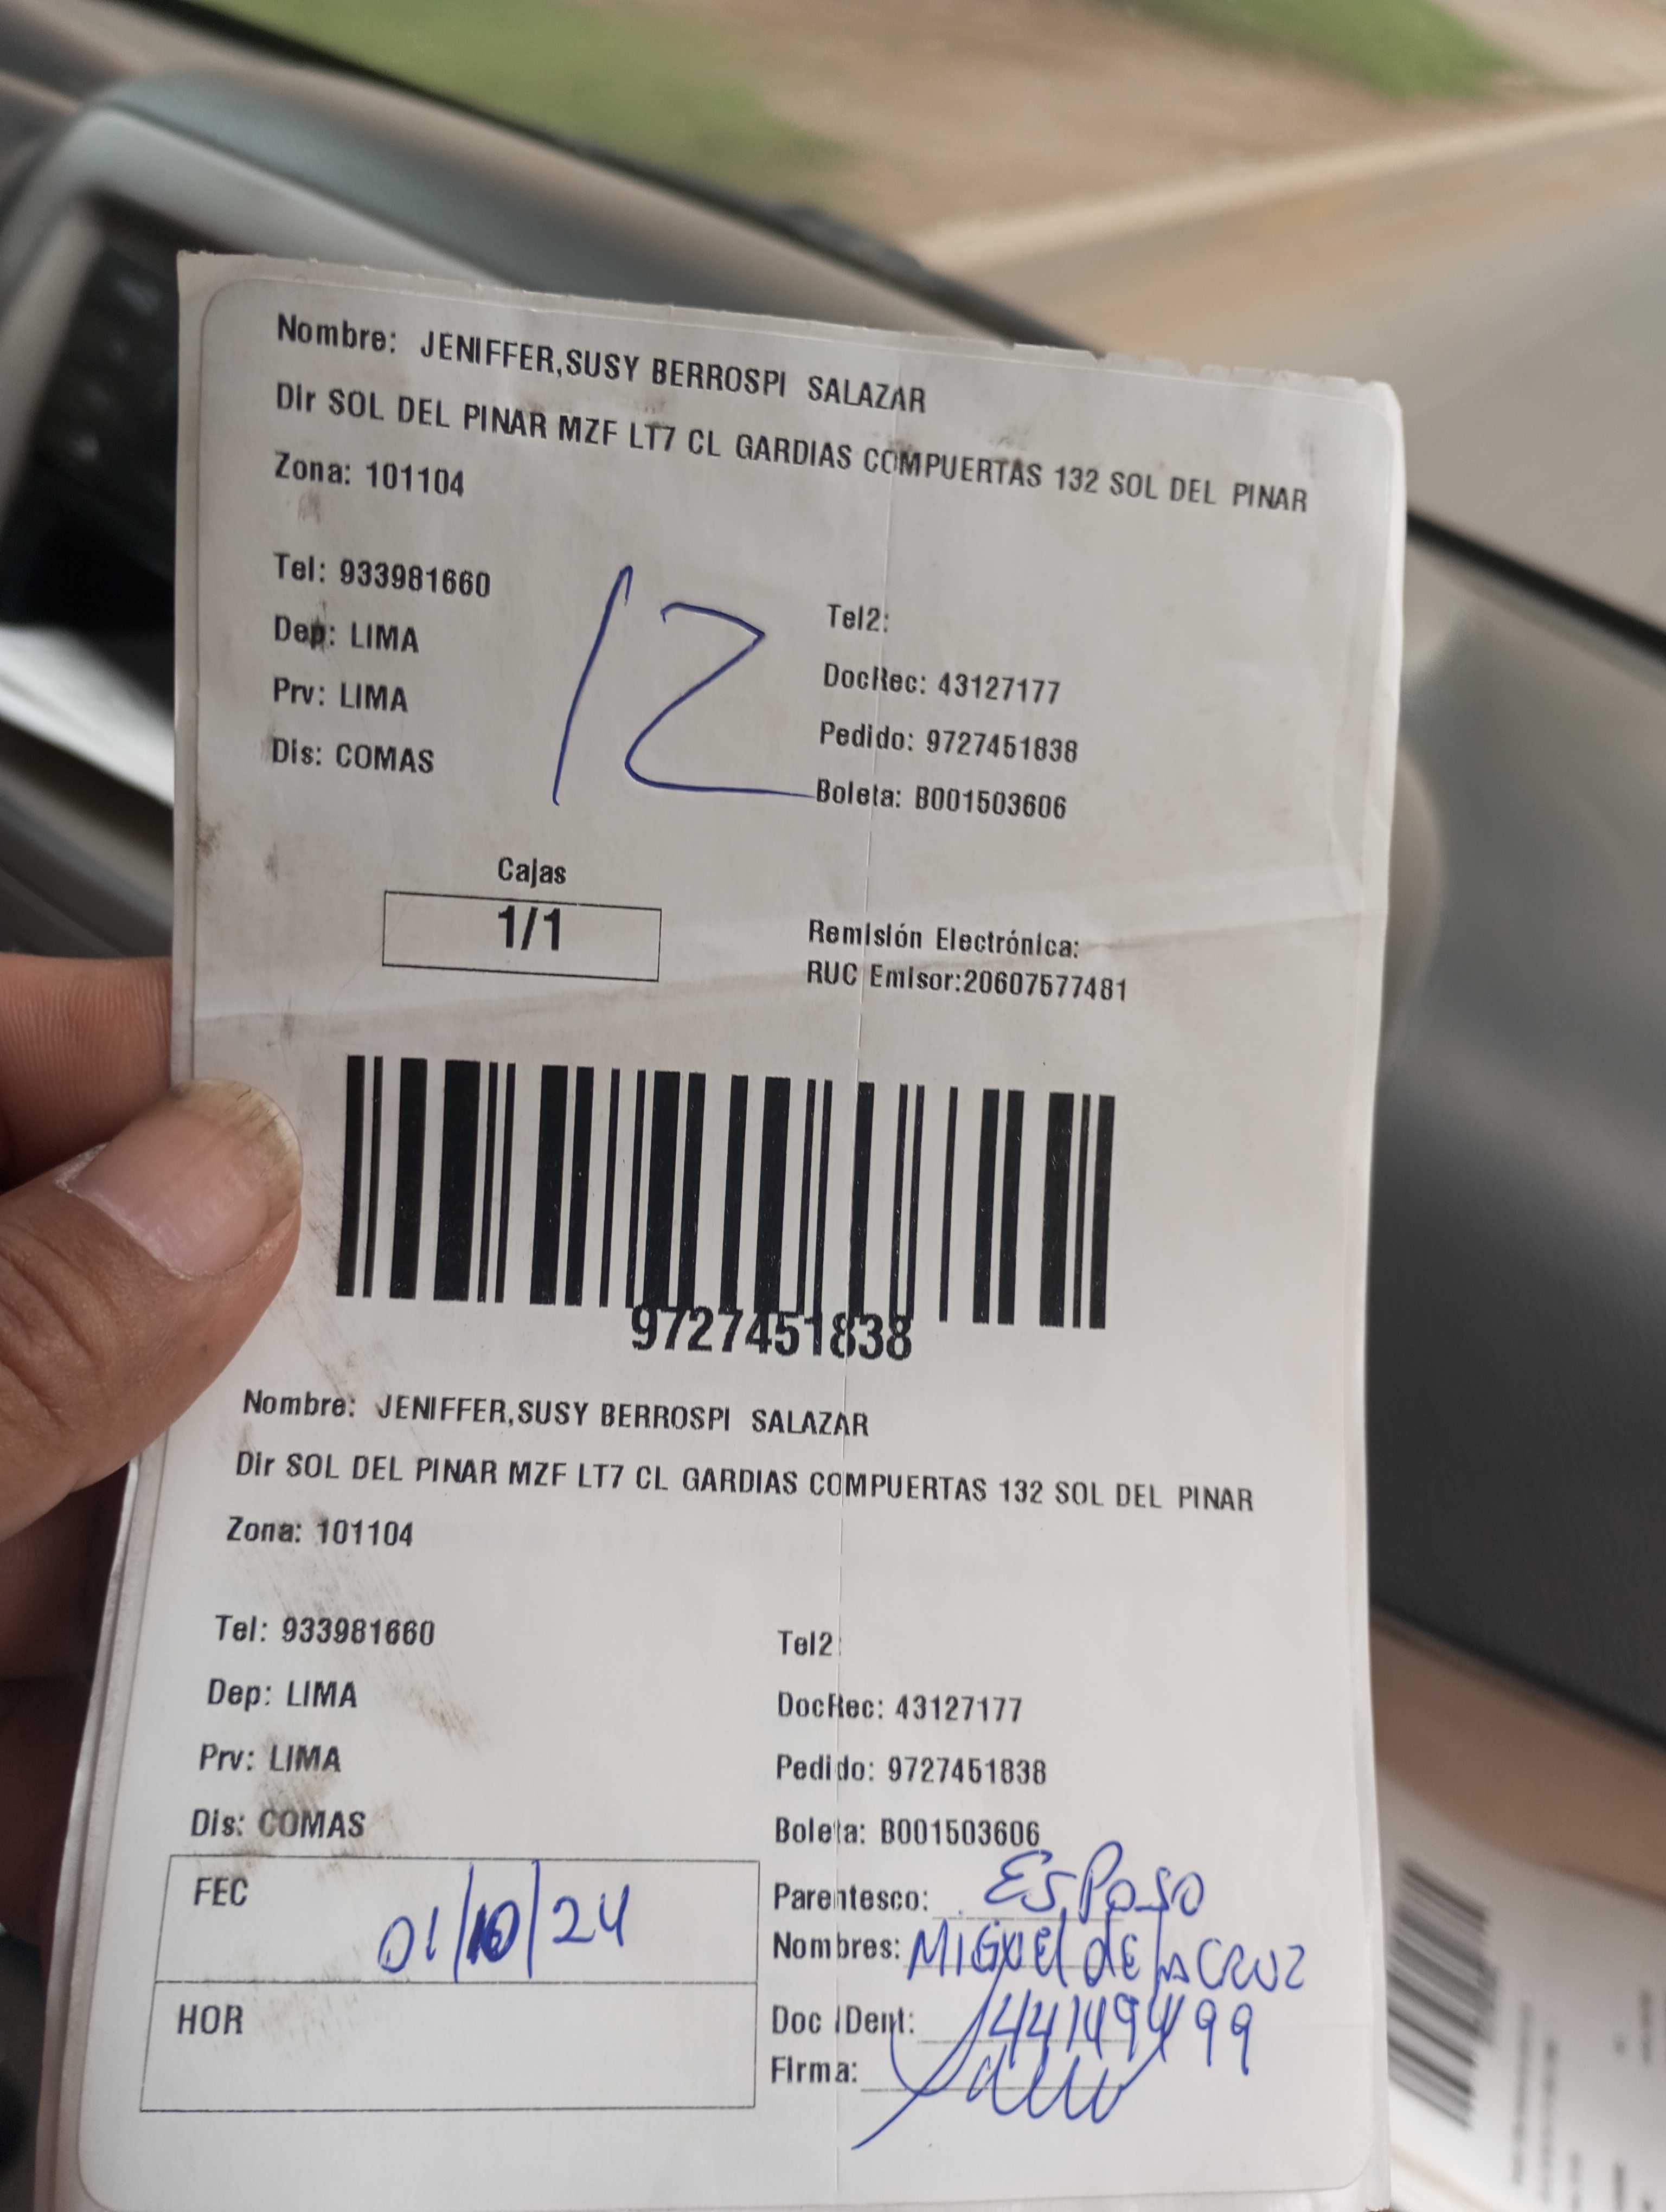 Nombre: JENIFFER,SUSY BERROSPI SALAZAR
Dir SOL DEL PINAR MZF LT7 CL GARDIAS COMPUERTAS 132 SOL DEL PINAR
Zona: 101104
Tel: 933981660
Tel2:
Dep: LIMA
DocRec: 43127177
Prv: LIMA
Pedido: 9727451838
Dis: COMAS
Boleta: B001503606
12
Cajas
1/1
Remisión Electrónica:
RUC Emisor:20607577481
9727451838
Nombre: JENIFFER,SUSY BERROSPI SALAZAR
Dir SOL DEL PINAR MZF LT7 CL GARDIAS COMPUERTAS 132 SOL DEL PINAR
Zona: 101104
Tel: 933981660
Tel2:
Dep: LIMA
DocRec: 43127177
Prv: LIMA
Pedido: 9727451838
Dis: COMAS
Boleta: B001503606
FEC 01/10/24
HOR
Parentesco: EsPoso
Nombres: MIGuel de la CRUZ
Doc IDent:
Firma: